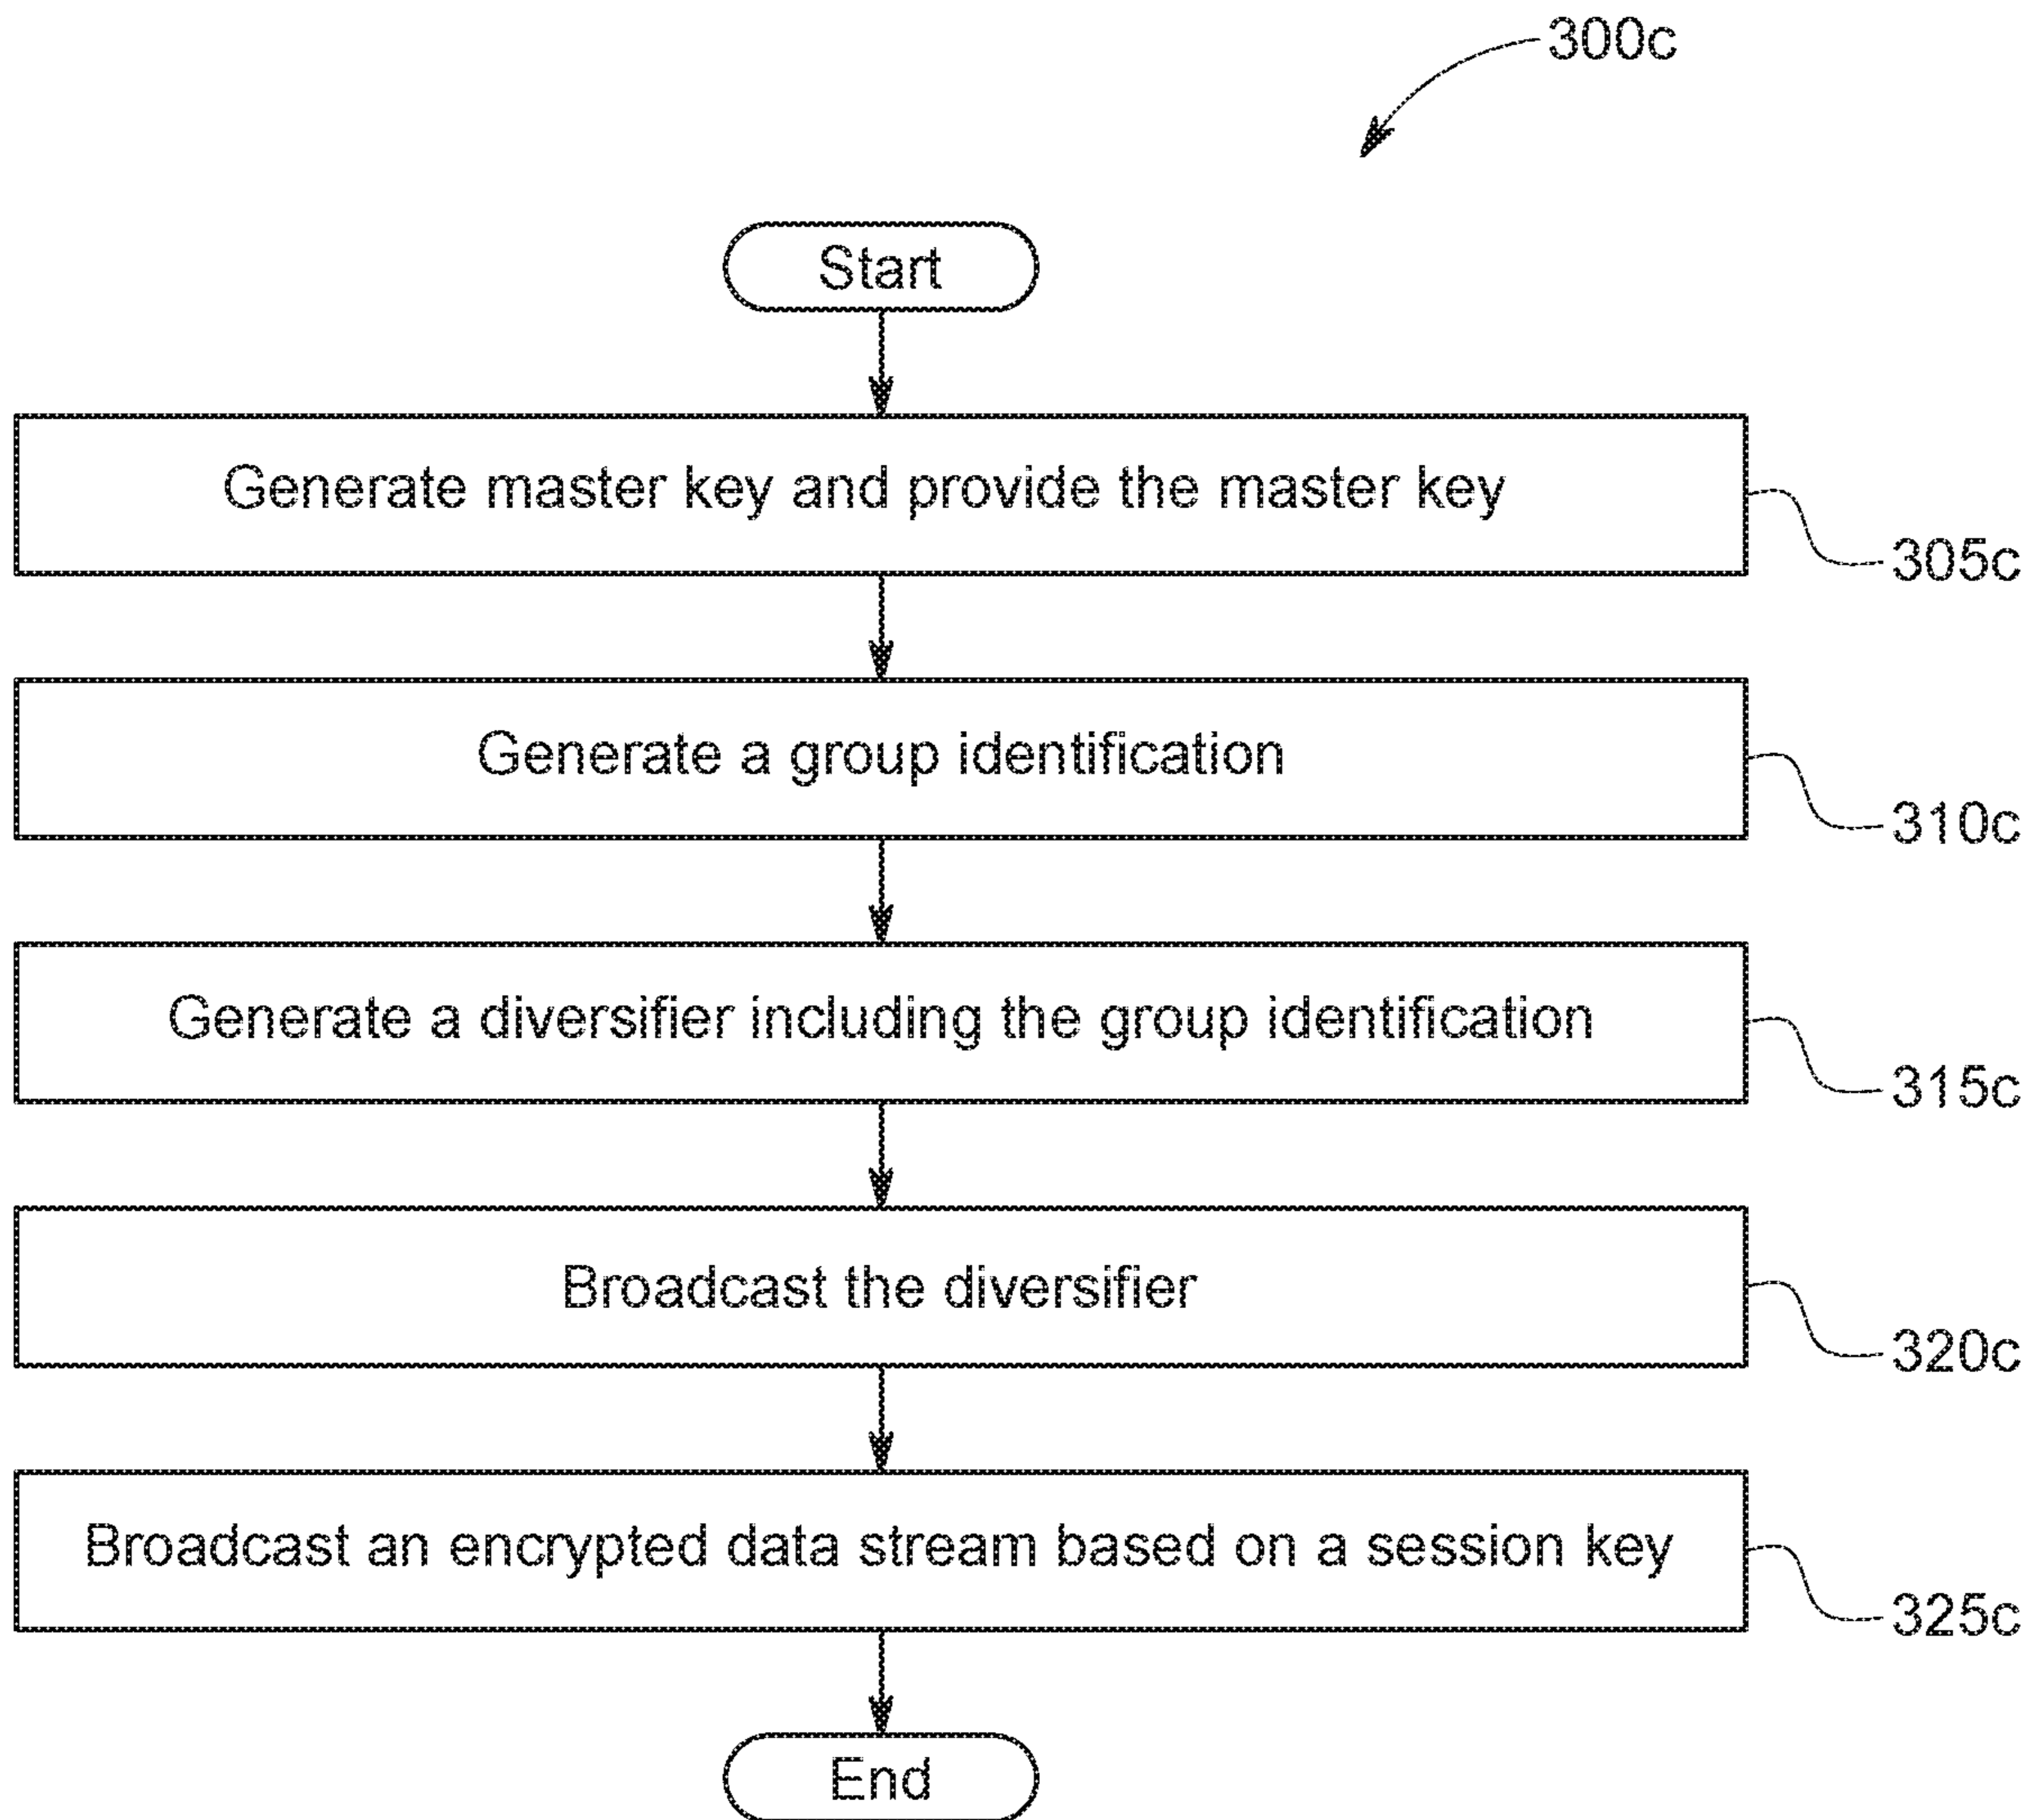 300c
Start
Generate master key and provide the master key
305c
Generate a group identification
310c
Generate a diversifier including the group identification
315c
Broadcast the diversifier
320c
Broadcast an encrypted data stream based on a session key
325c
End